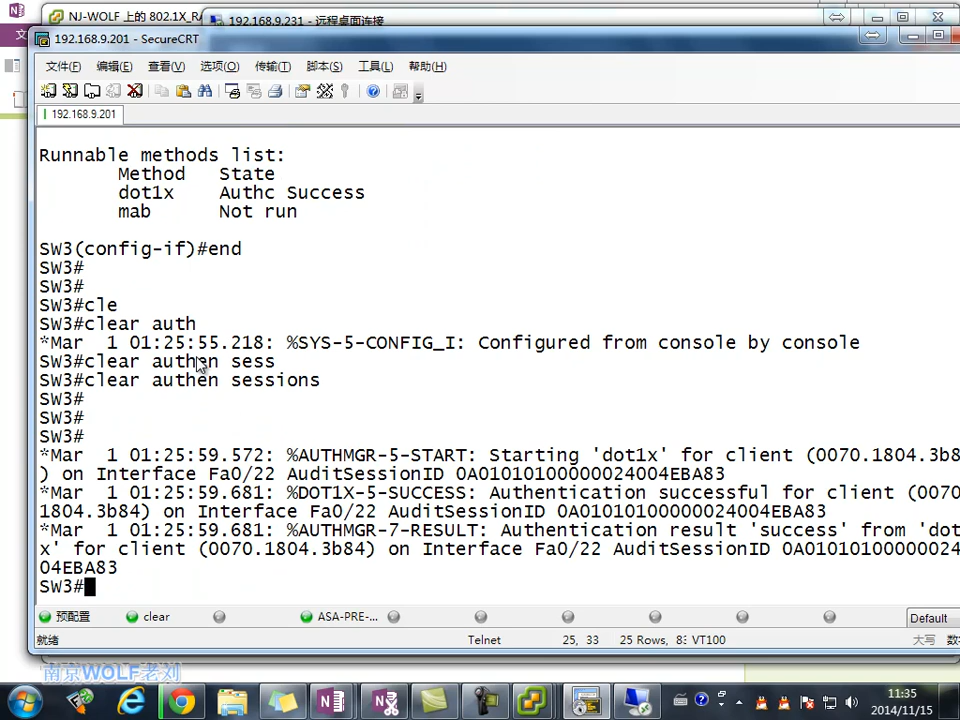 NJ-WOLF 上的 802.1X_RA
192.168.9.231 - 远程桌面连接
192.168.9.201 - SecureCRT
文件(F) 编辑(E) 查看(V) 选项(O) 传输(T) 脚本(S) 工具(L) 帮助(H)
192.168.9.201
Runnable methods list:
Method State
dot1x Authc Success
mab Not run
SW3(config-if)#end
SW3#
SW3#
SW3#cle
SW3#clear auth
*Mar 1 01:25:55.218: %SYS-5-CONFIG_I: Configured from console by console
SW3#clear authen sess
SW3#clear authen sessions
SW3#
SW3#
SW3#
*Mar 1 01:25:59.572: %AUTHMGR-5-START: Starting 'dot1x' for client (0070.1804.3b8
) on Interface Fa0/22 AuditSessionID 0A01010100000024004EBA83
*Mar 1 01:25:59.681: %DOT1X-5-SUCCESS: Authentication successful for client (0070
1804.3b84) on Interface Fa0/22 AuditSessionID 0A01010100000024004EBA83
*Mar 1 01:25:59.681: %AUTHMGR-7-RESULT: Authentication result 'success' from 'dot
x' for client (0070.1804.3b84) on Interface Fa0/22 AuditSessionID 0A01010100000024
04EBA83
SW3#
预配置 clear ASA-PRE-... Default
就绪 Telnet 25, 33 25 Rows, 8 VT100 大写
南京WOLF老刘
11:35
2014/11/15